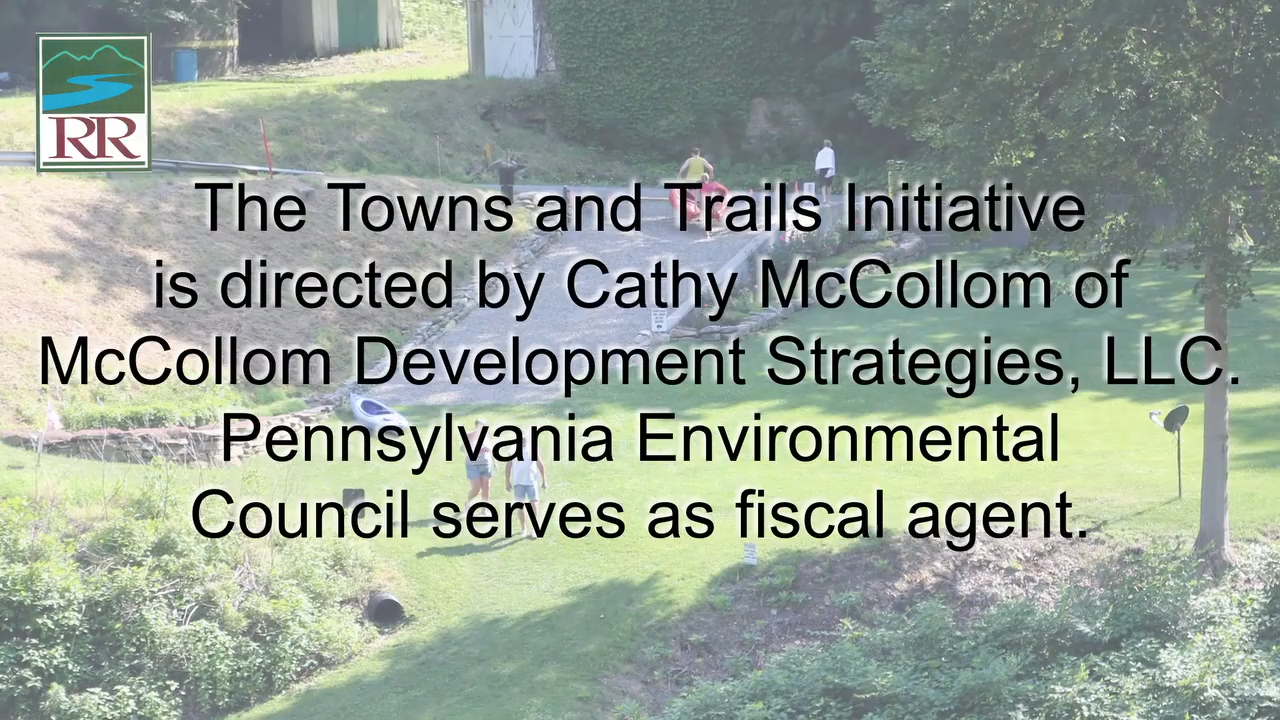 RR
The Towns and Trails Initiative
is directed by Cathy McCollom of
McCollom Development Strategies, LLC.
Pennsylvania Environmental
Council serves as fiscal agent.